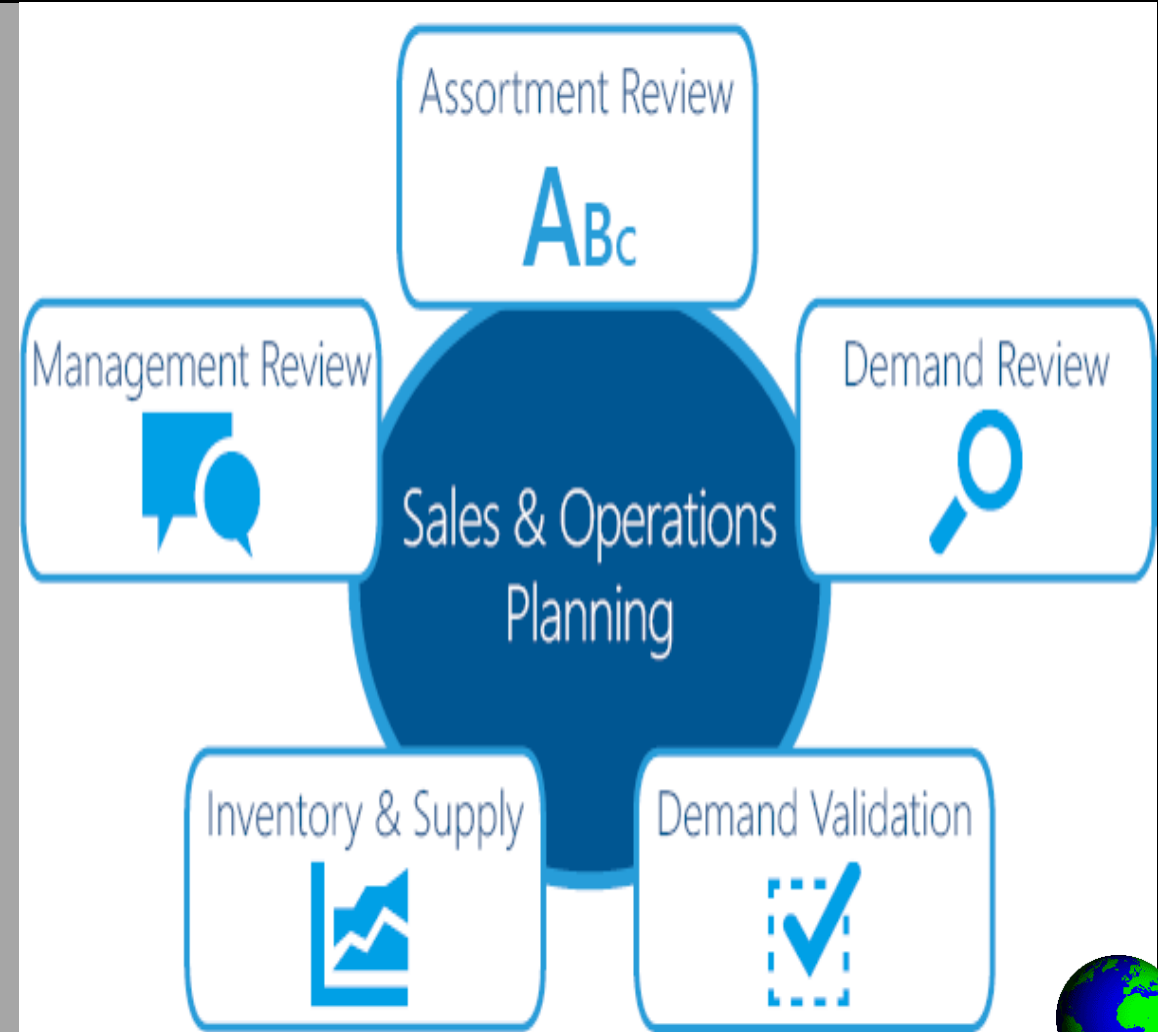 Assortment Review
ABC
Management Review
Demand Review
Sales & Operations
Planning
Inventory & Supply
Demand Validation